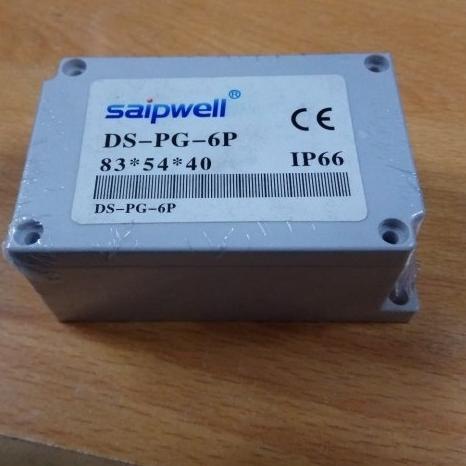 saipwell®
CE
DS-PG-6P
83*54*40 IP66
DS-PG-6P